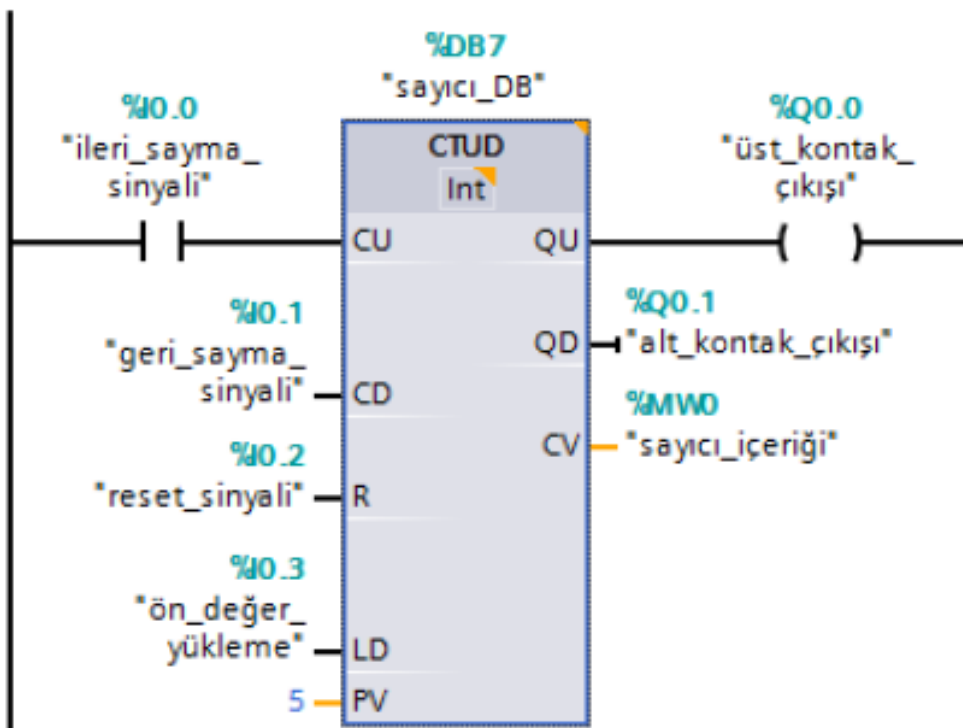 %DB7
"sayıcı_DB"
%I0.0
"ileri_sayma_
sinyali"
CTUD
Int
%Q0.0
"üst_kontak_
çıkışı"
CU
QU
%I0.1
"geri_sayma_
sinyali"
CD
%Q0.1
QD
"alt_kontak_çıkışı"
%MW0
CV
"sayıcı_içeriği"
%I0.2
"reset_sinyali"
R
%I0.3
"ön_değer_
yükleme"
LD
5
PV